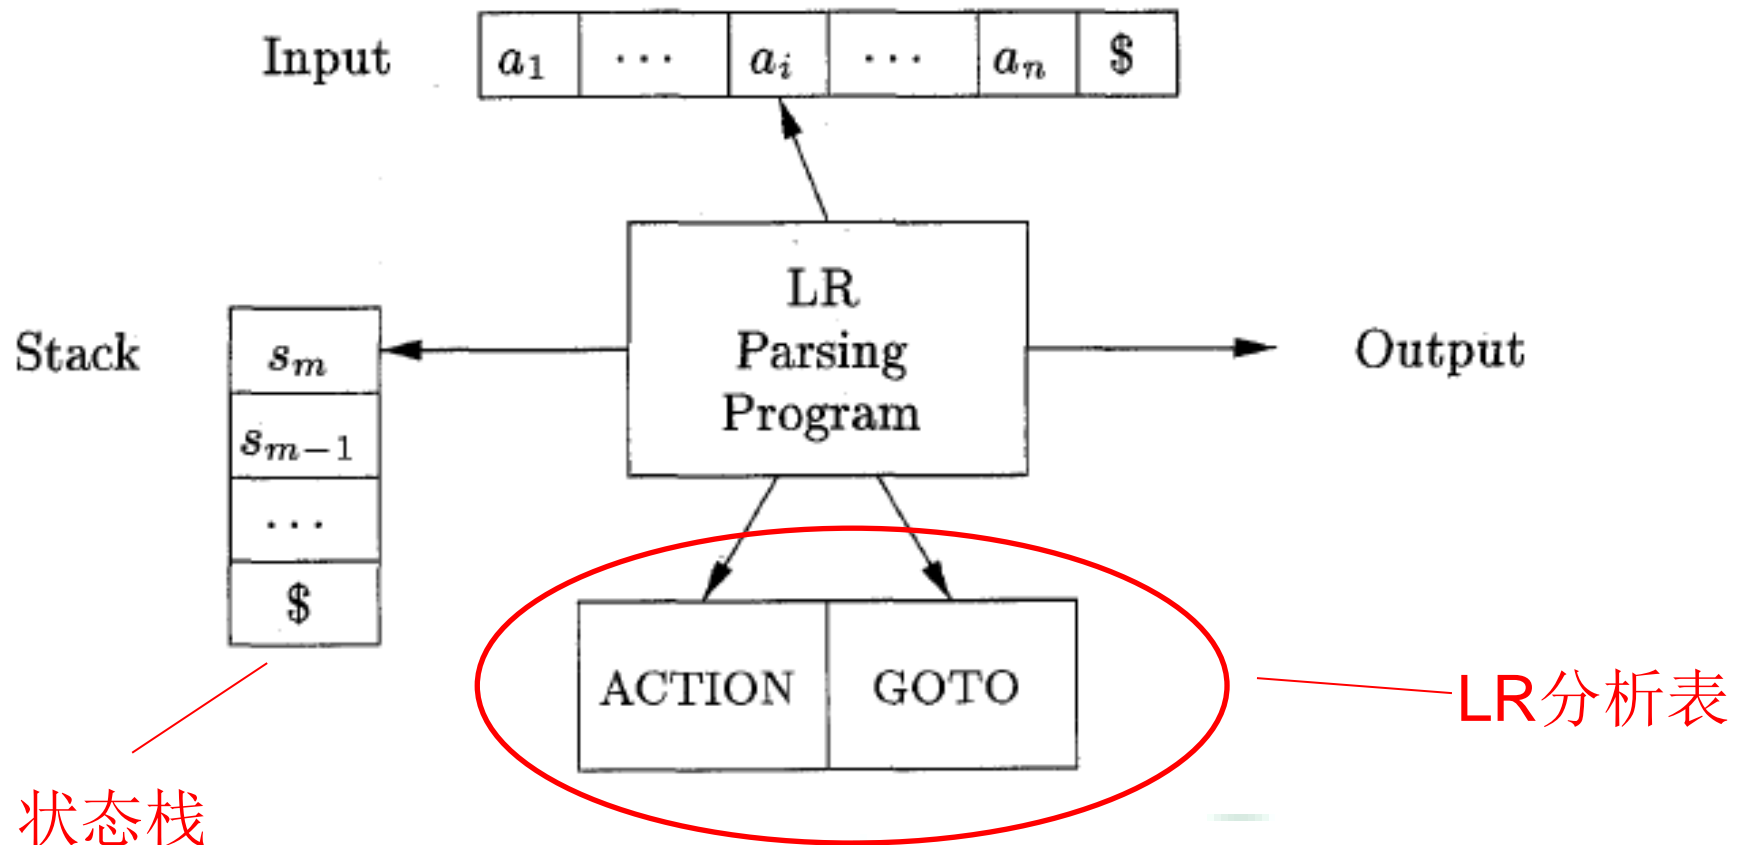 Input a₁ ··· aᵢ ··· aₙ $
LR
Parsing
Program
Stack
sₘ
sₘ₋₁
···
$
Output
ACTION GOTO
LR分析表
状态栈